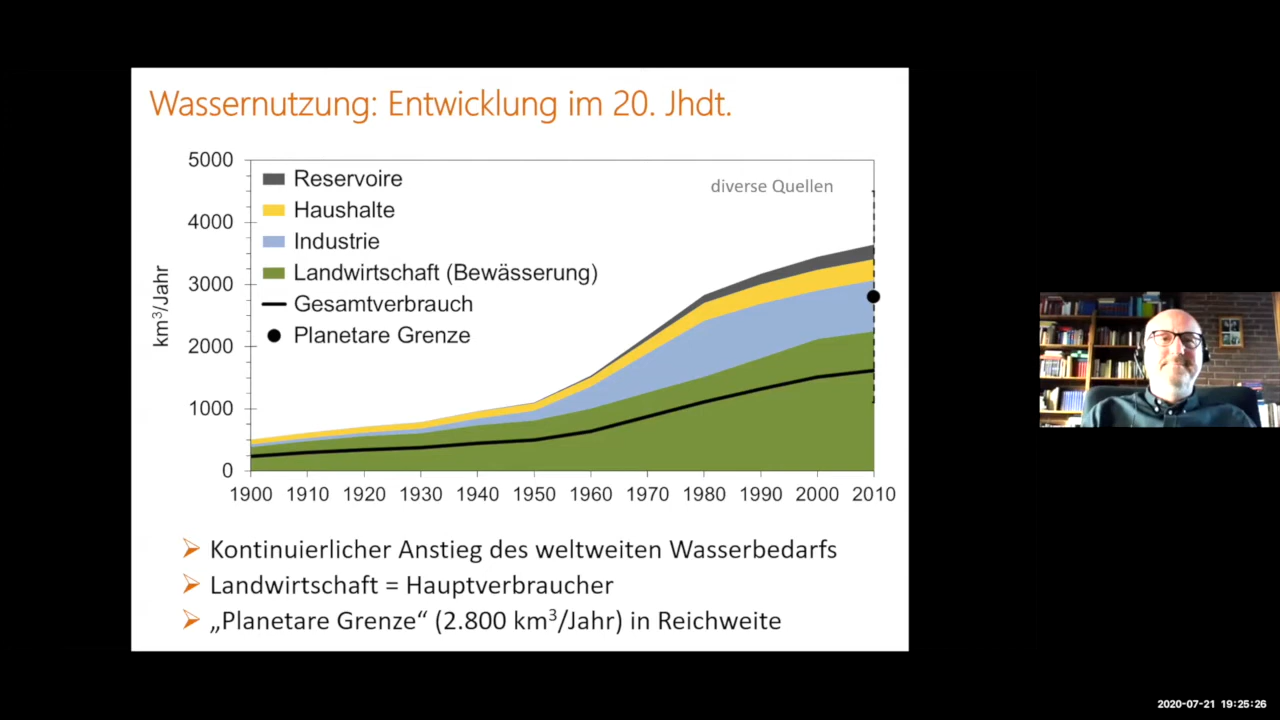 Wassernutzung: Entwicklung im 20. Jhdt.
5000
4000
3000
2000
1000
0
km³/Jahr
Reservoire
Haushalte
Industrie
Landwirtschaft (Bewässerung)
Gesamtverbrauch
Planetare Grenze
diverse Quellen
1900 1910 1920 1930 1940 1950 1960 1970 1980 1990 2000 2010
Kontinuierlicher Anstieg des weltweiten Wasserbedarfs
Landwirtschaft = Hauptverbraucher
„Planetare Grenze“ (2.800 km³/Jahr) in Reichweite
2020-07-21 19:25:26